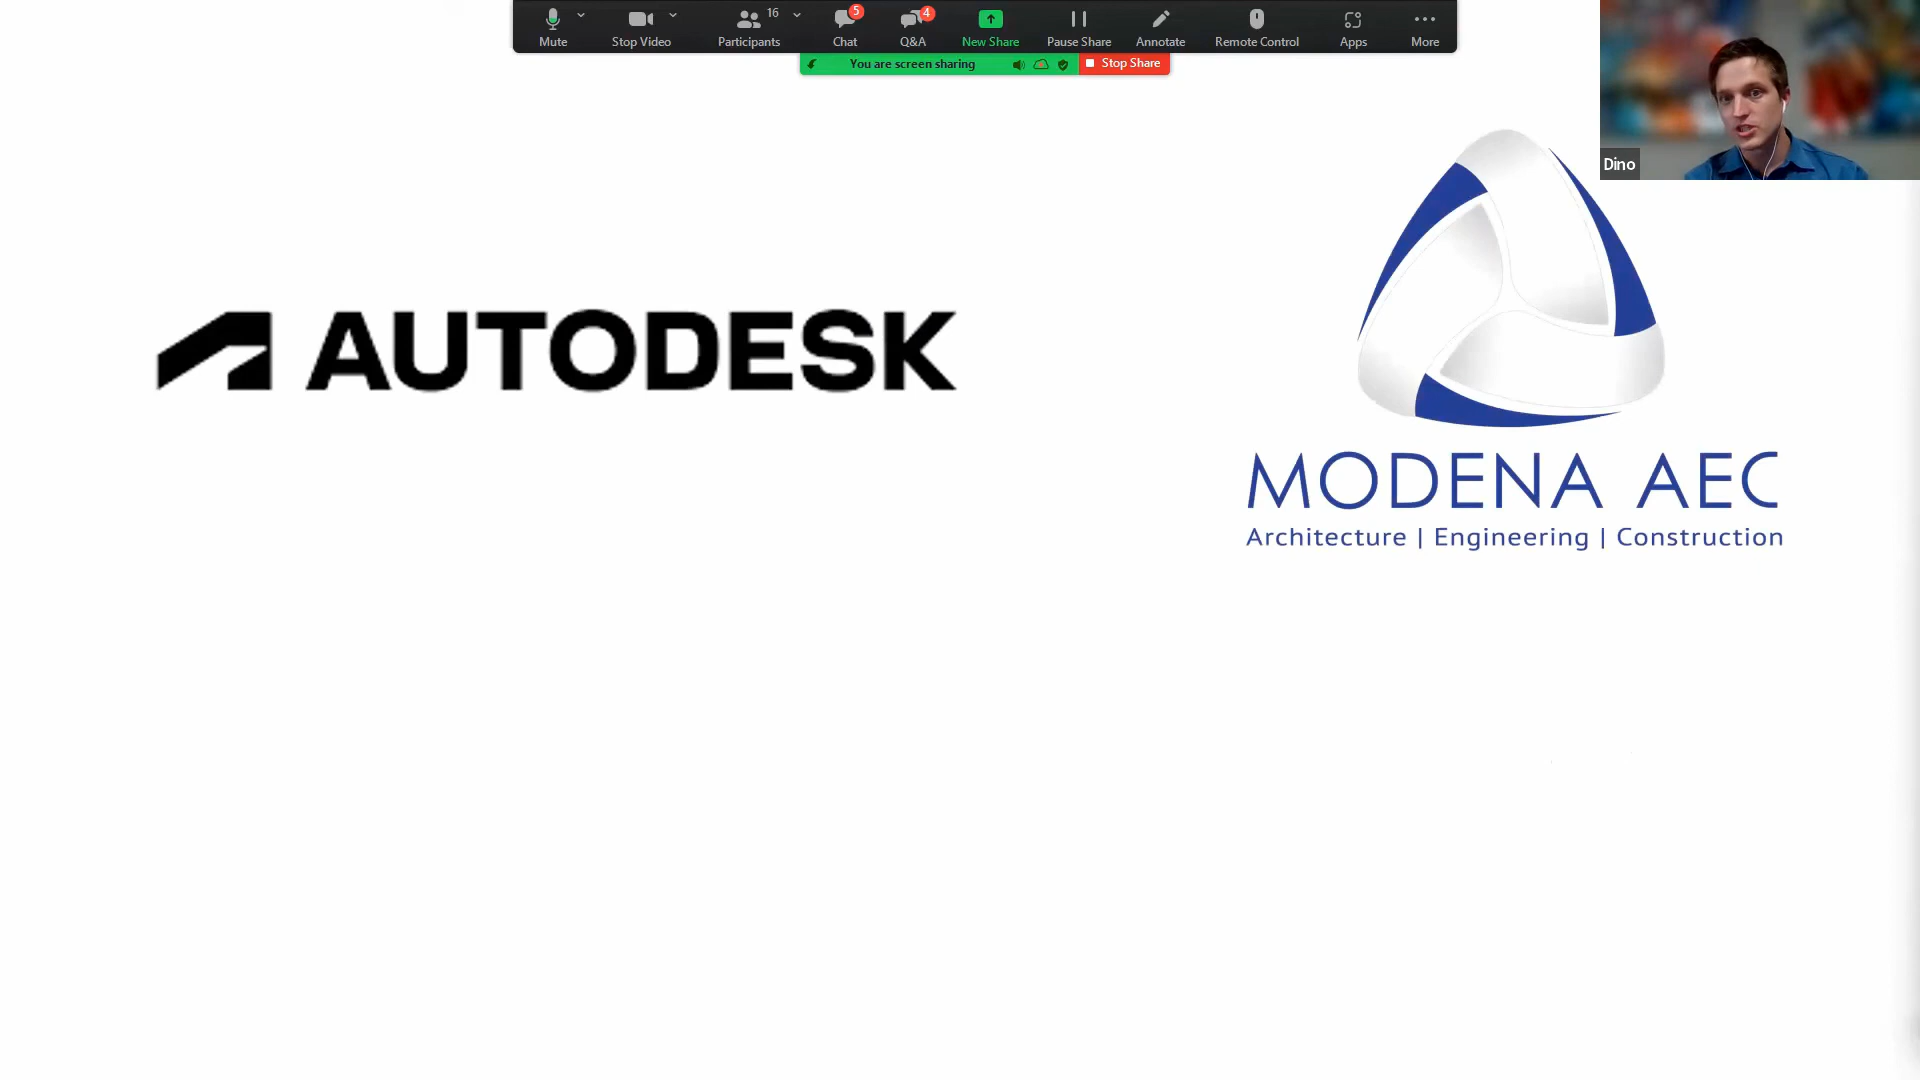 16
5
4
Mute
Stop Video
Participants
Chat
Q&A
New Share
Pause Share
Annotate
Remote Control
Apps
More
You are screen sharing
Stop Share
Dino
AUTODESK
MODENA AEC
Architecture | Engineering | Construction